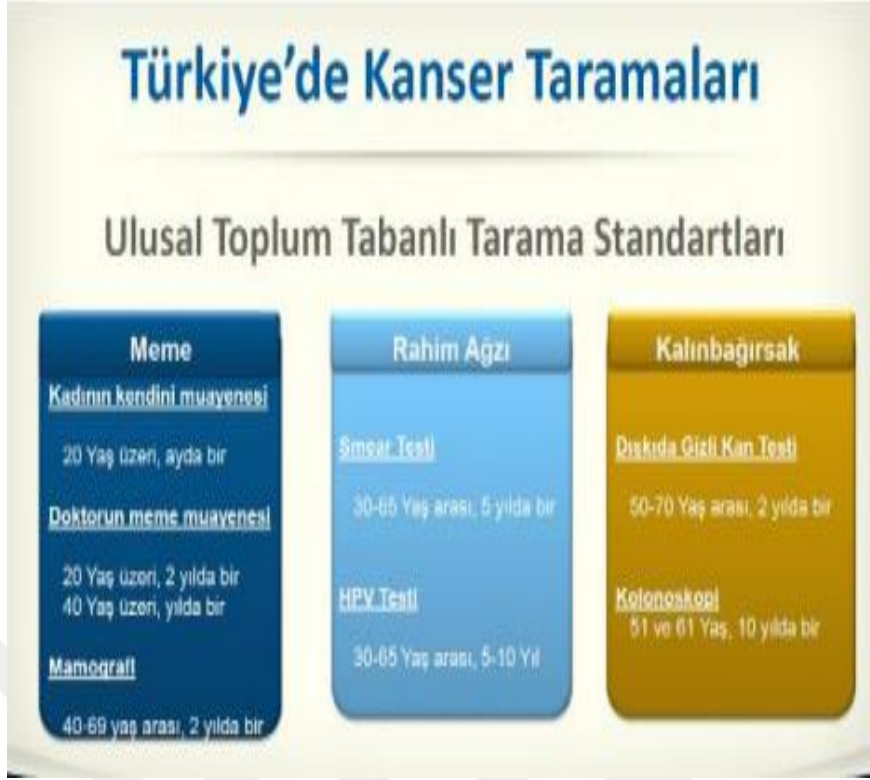 Türkiye’de Kanser Taramaları
Ulusal Toplum Tabanlı Tarama Standartları
Meme
Kadının kendini muayenesi
20 Yaş üzeri, ayda bir
Doktorun meme muayenesi
20 Yaş üzeri, 2 yılda bir
40 Yaş üzeri, yılda bir
Mamografi
40-69 yaş arası, 2 yılda bir
Rahim Ağzı
Smear Testi
30-65 Yaş arası, 5 yılda bir
HPV Testi
30-65 Yaş arası, 5-10 Yıl
Kalınbağırsak
Dışkıda Gizli Kan Testi
50-70 Yaş arası, 2 yılda bir
Kolonoskopi
51 ve 61 Yaş, 10 yılda bir